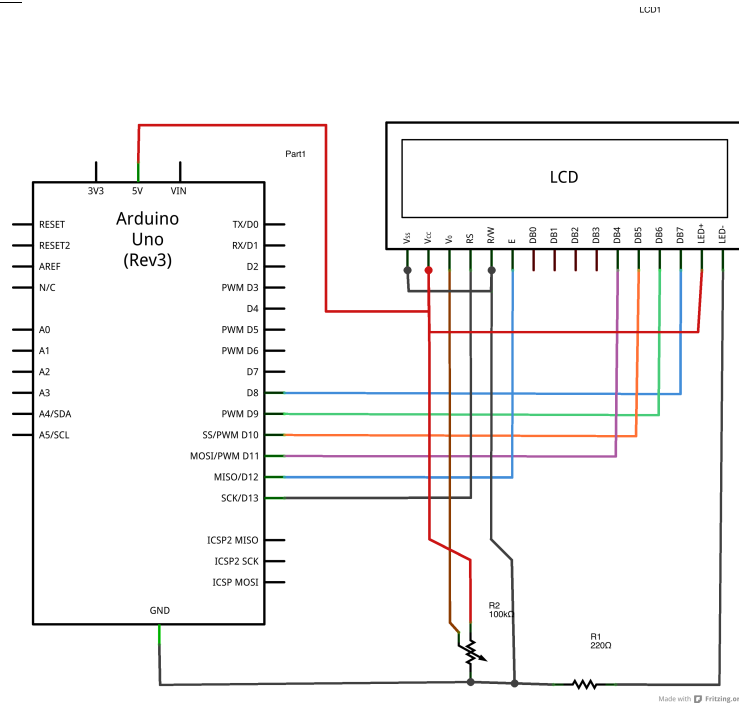 LCD1
Part1
3V3 5V VIN
Arduino
Uno
(Rev3)
RESET
RESET2
AREF
N/C
A0
A1
A2
A3
A4/SDA
A5/SCL
TX/D0
RX/D1
D2
PWM D3
D4
PWM D5
PWM D6
D7
D8
PWM D9
SS/PWM D10
MOSI/PWM D11
MISO/D12
SCK/D13
ICSP2 MISO
ICSP2 SCK
ICSP MOSI
GND
LCD
Vss Vcc V0 RS R/W E DB0 DB1 DB2 DB3 DB4 DB5 DB6 DB7 LED+ LED-
R2
100kΩ
R1
220Ω
Made with Fritzing.or